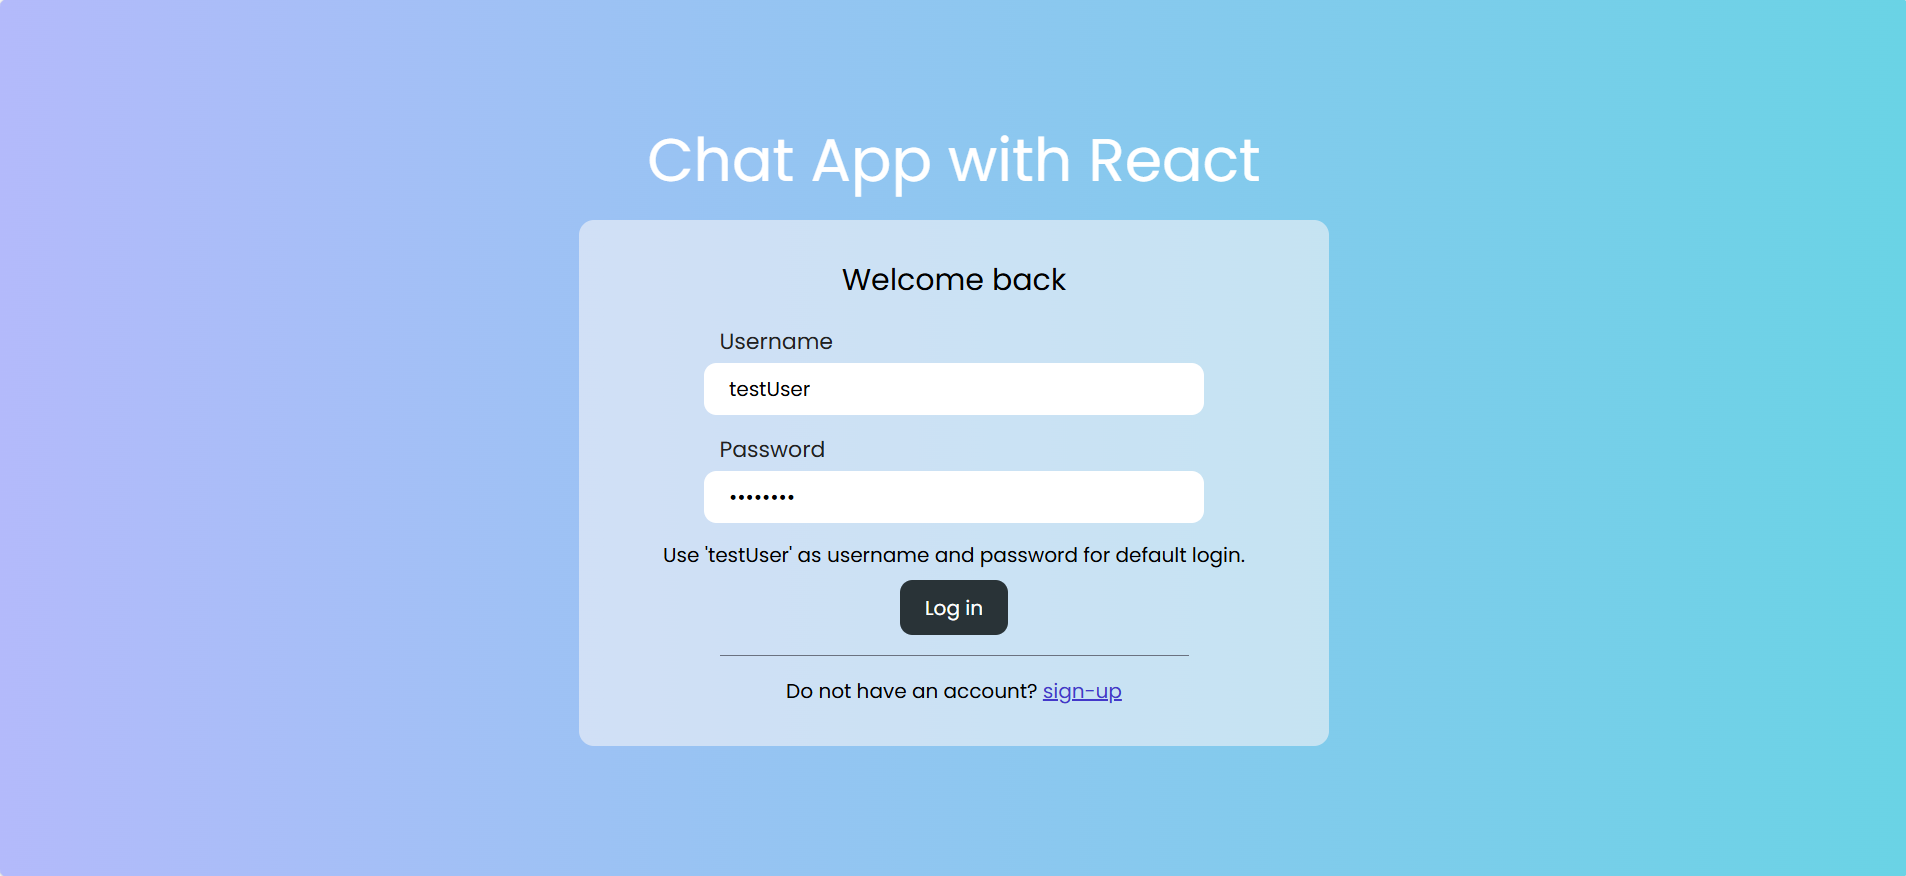 Chat App with React
Welcome back
Username
testUser
Password
••••••••
Use 'testUser' as username and password for default login.
Log in
Do not have an account? sign-up